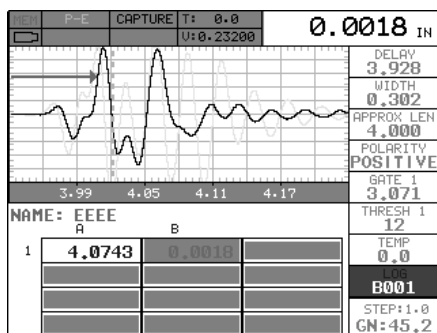 MEM P-E CAPTURE T: 0.0 0.0018 IN
V:0.23200
DELAY
3.928
WIDTH
0.302
APPROX LEN
4.000
POLARITY
POSITIVE
GATE 1
3.071
THRESH 1
12
TEMP
0.0
LOG
B001
STEP:1.0
GN:45.2
3.99 4.05 4.11 4.17
NAME: EEEE
A B
1 4.0743 0.0018